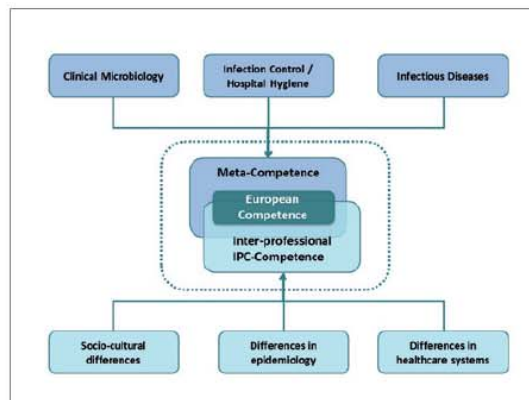 Clinical Microbiology
Infection Control /
Hospital Hygiene
Infectious Diseases
Meta-Competence
European
Competence
Inter-professional
IPC-Competence
Socio-cultural
differences
Differences in
epidemiology
Differences in
healthcare systems